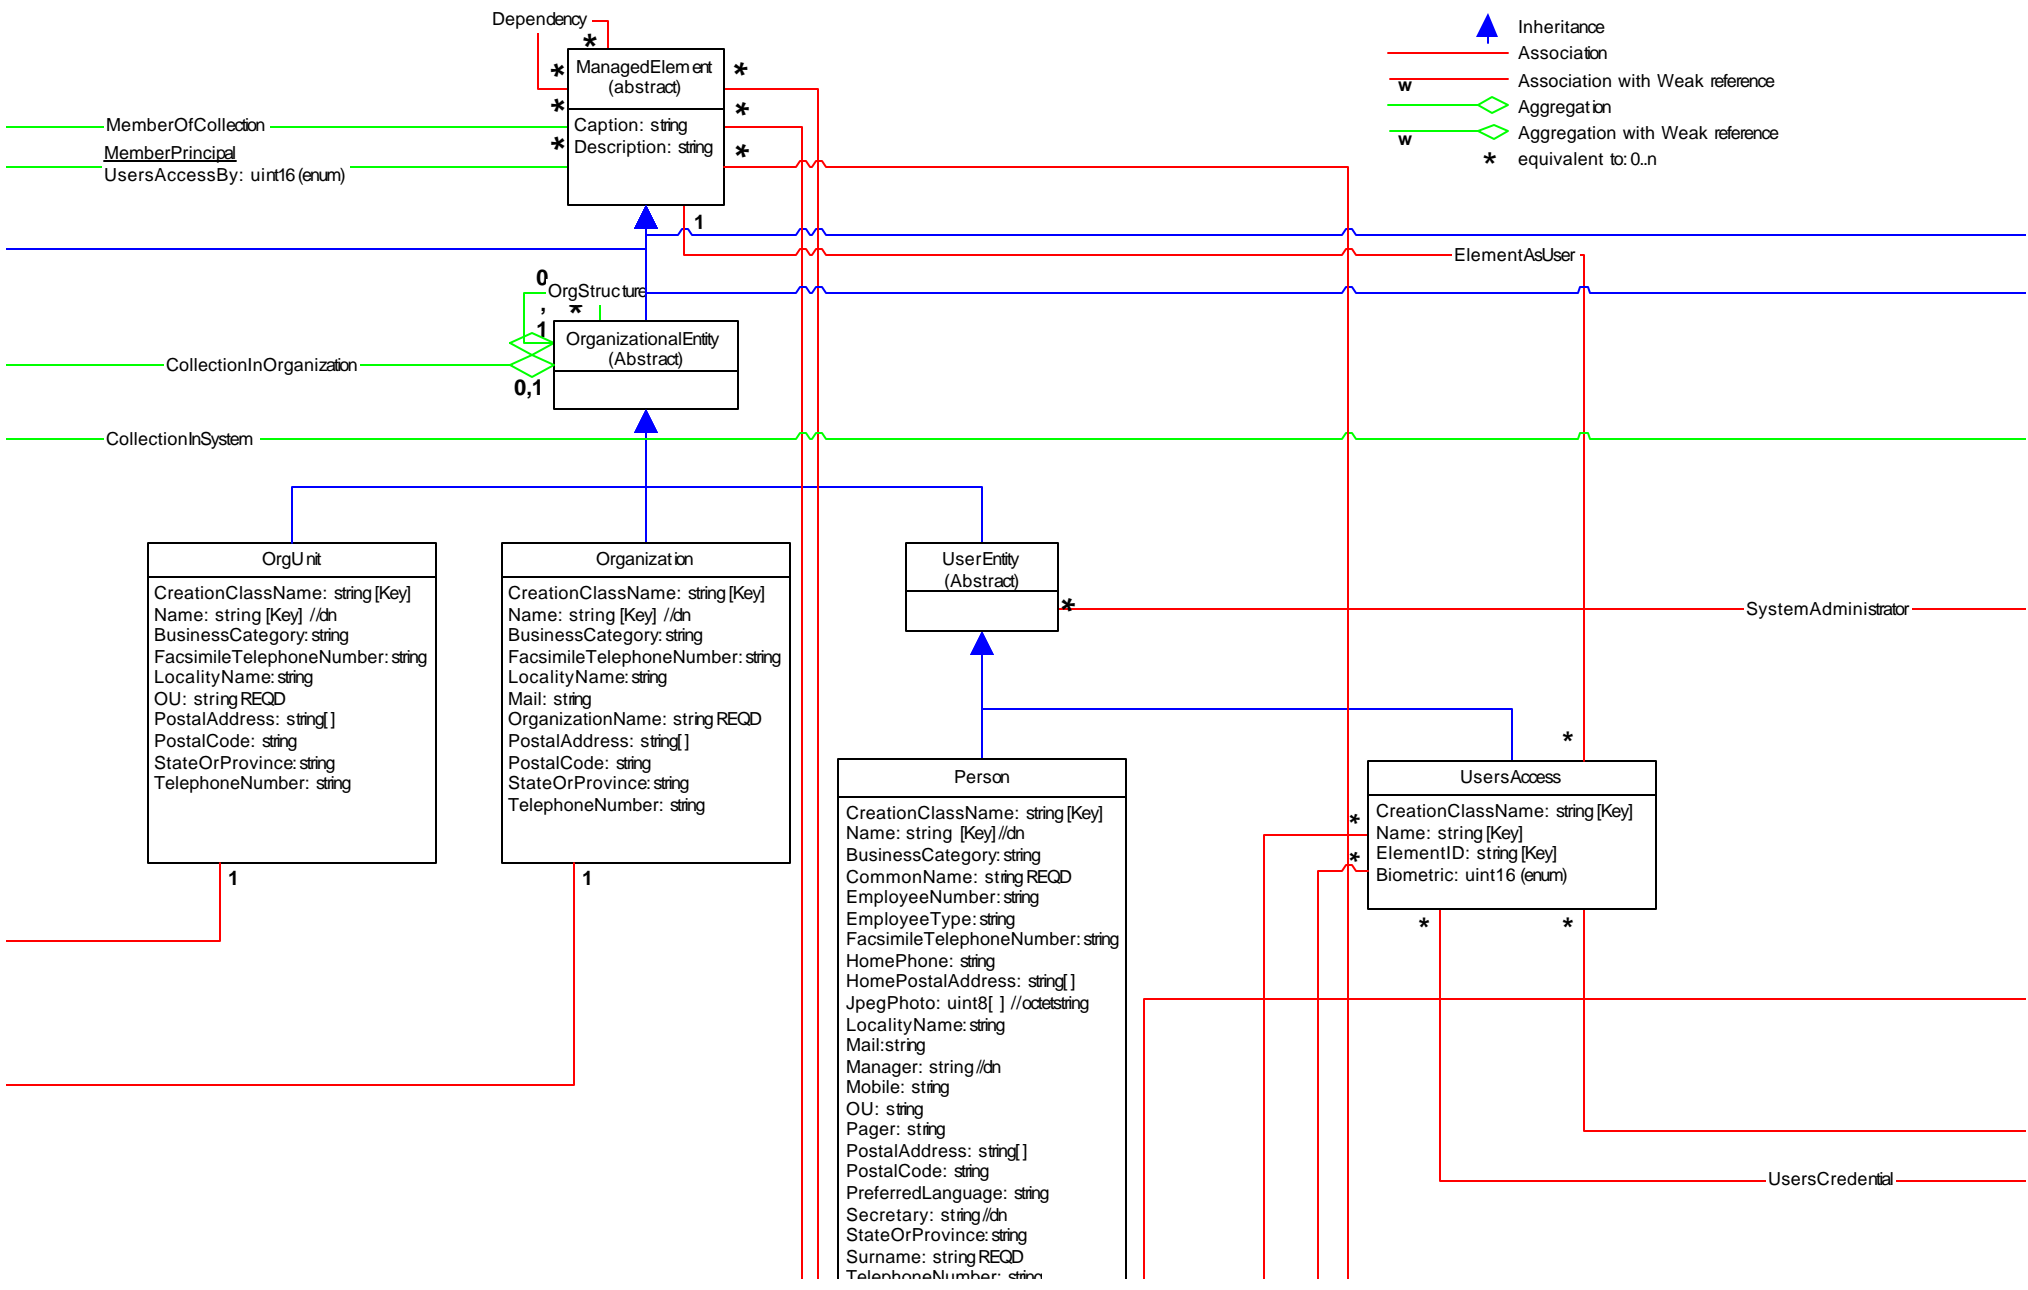 Dependency
*
*
*
*
*
*
*
ManagedElement
(abstract)
Caption: string
Description: string
MemberOfCollection
MemberPrincipal
UsersAccessBy: uint16 (enum)
Inheritance
Association
w
Association with Weak reference
Aggregation
w
Aggregation with Weak reference
*
equivalent to: 0..n
1
ElementAsUser
0
,
1
OrgStructure
*
OrganizationalEntity
(Abstract)
CollectionInOrganization
0,1
CollectionInSystem
OrgUnit
CreationClassName: string [Key]
Name: string [Key] //dn
BusinessCategory: string
FacsimileTelephoneNumber: string
LocalityName: string
OU: string REQD
PostalAddress: string[ ]
PostalCode: string
StateOrProvince: string
TelephoneNumber: string
1
Organization
CreationClassName: string [Key]
Name: string [Key] //dn
BusinessCategory: string
FacsimileTelephoneNumber: string
LocalityName: string
Mail: string
OrganizationName: string REQD
PostalAddress: string[ ]
PostalCode: string
StateOrProvince: string
TelephoneNumber: string
1
UserEntity
(Abstract)
*
SystemAdministrator
Person
CreationClassName: string [Key]
Name: string [Key] //dn
BusinessCategory: string
CommonName: string REQD
EmployeeNumber: string
EmployeeType: string
FacsimileTelephoneNumber: string
HomePhone: string
HomePostalAddress: string[ ]
JpegPhoto: uint8[ ] //octetstring
LocalityName: string
Mail:string
Manager: string //dn
Mobile: string
OU: string
Pager: string
PostalAddress: string[ ]
PostalCode: string
PreferredLanguage: string
Secretary: string //dn
StateOrProvince: string
Surname: string REQD
TelephoneNumber: string
*
UsersAccess
CreationClassName: string [Key]
Name: string [Key]
ElementID: string [Key]
Biometric: uint16 (enum)
*
*
*
*
UsersCredential